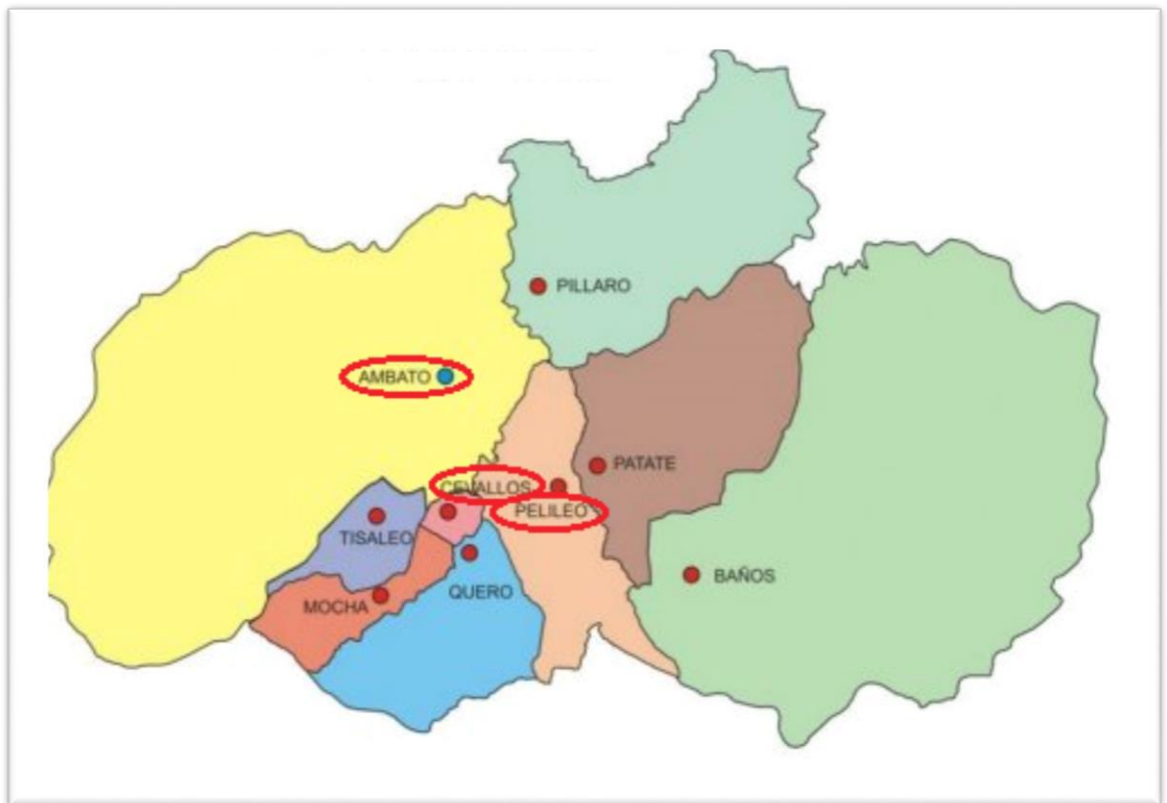 PILLARO
AMBATO
PATATE
CEVALLOS
PELILEO
TISALEO
BAÑOS
QUERO
MOCHA